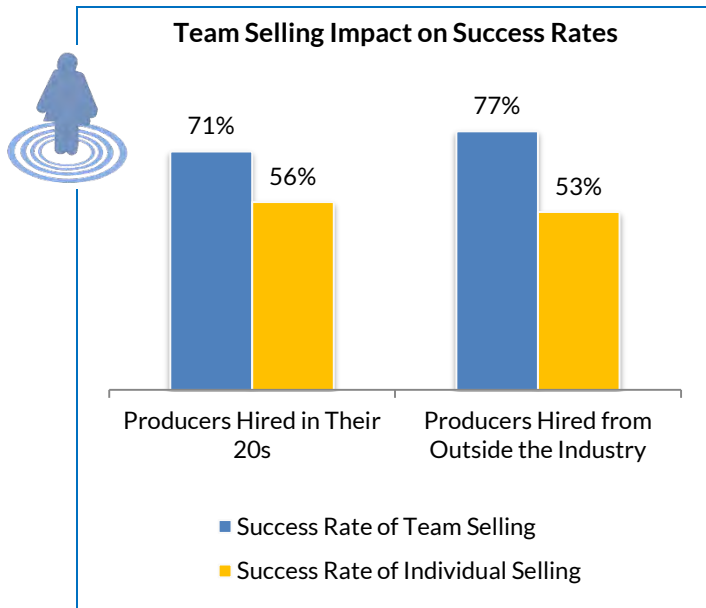 Team Selling Impact on Success Rates
71%
56%
77%
53%
Producers Hired in Their
20s
Producers Hired from
Outside the Industry
Success Rate of Team Selling
Success Rate of Individual Selling